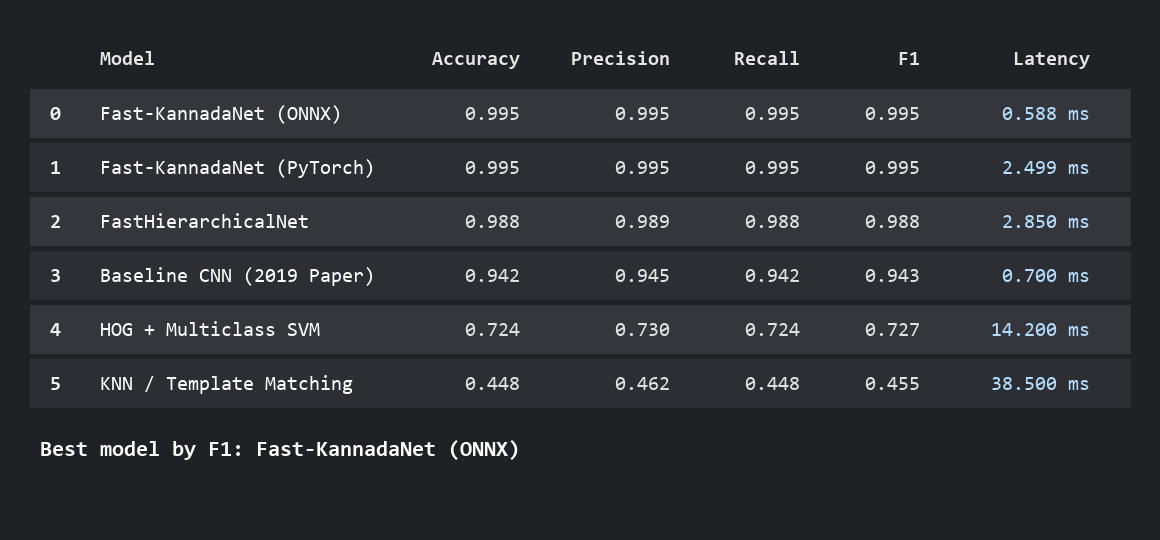 Model Accuracy Precision Recall F1 Latency
0 Fast-KannadaNet (ONNX) 0.995 0.995 0.995 0.995 0.588 ms
1 Fast-KannadaNet (PyTorch) 0.995 0.995 0.995 0.995 2.499 ms
2 FastHierarchicalNet 0.988 0.989 0.988 0.988 2.850 ms
3 Baseline CNN (2019 Paper) 0.942 0.945 0.942 0.943 0.700 ms
4 HOG + Multiclass SVM 0.724 0.730 0.724 0.727 14.200 ms
5 KNN / Template Matching 0.448 0.462 0.448 0.455 38.500 ms
Best model by F1: Fast-KannadaNet (ONNX)